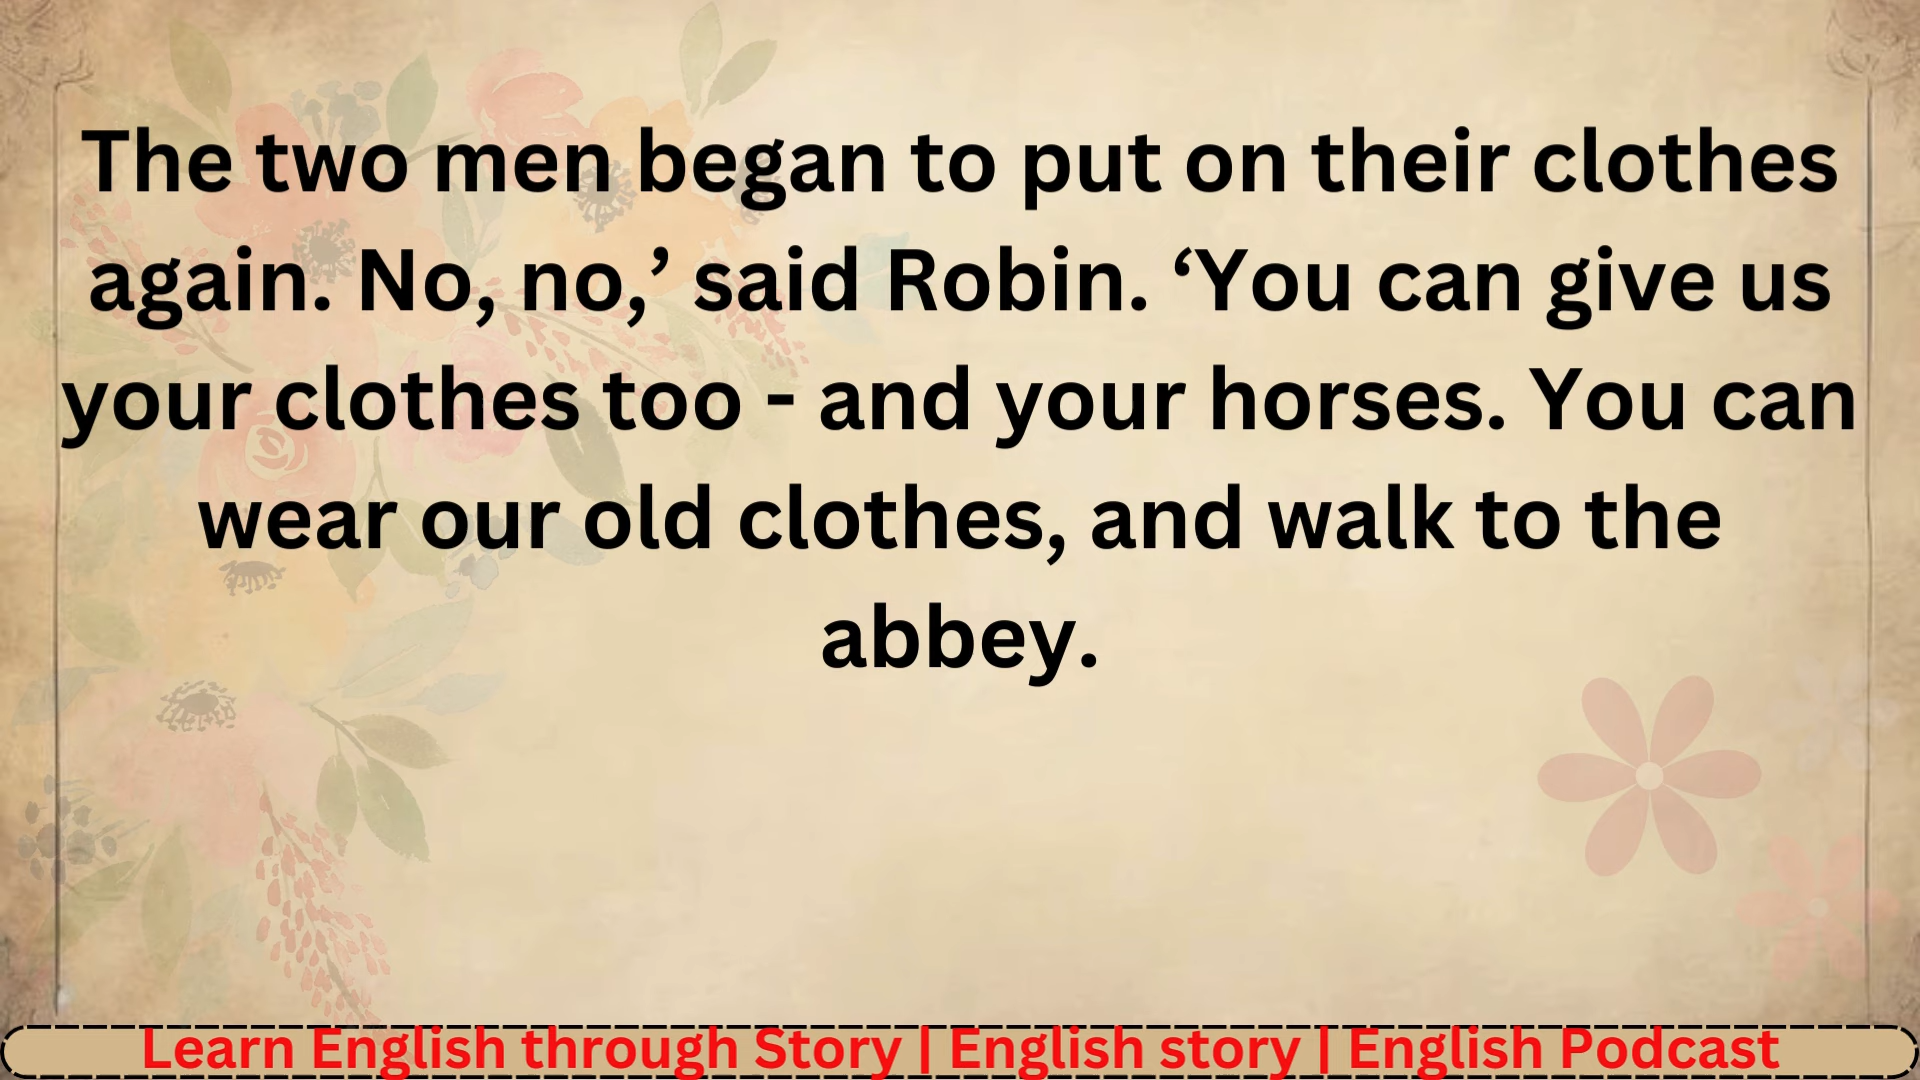 The two men began to put on their clothes
again. No, no,’ said Robin. ‘You can give us
your clothes too - and your horses. You can
wear our old clothes, and walk to the
abbey.
Learn English through Story | English story | English Podcast